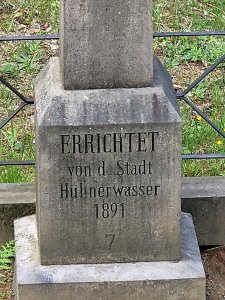 ERRICHTET
von d. Stadt
Hühnerwasser
1891
7